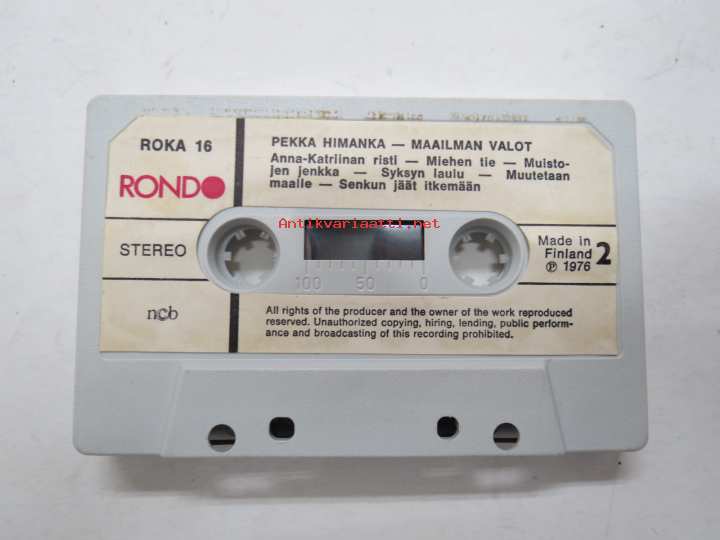 ROKA 16
RONDO
STEREO
ncb
PEKKA HIMANKA — MAAILMAN VALOT
Anna-Katriinan risti — Miehen tie — Muisto-
jen jenkka — Syksyn laulu — Muutetaan
maalle — Senkun jäät itkemään
Antikvariaatti.net
100 50 0
Made in
Finland
℗ 1976
2
All rights of the producer and the owner of the work reproduced
reserved. Unauthorized copying, hiring, lending, public perform-
ance and broadcasting of this recording prohibited.